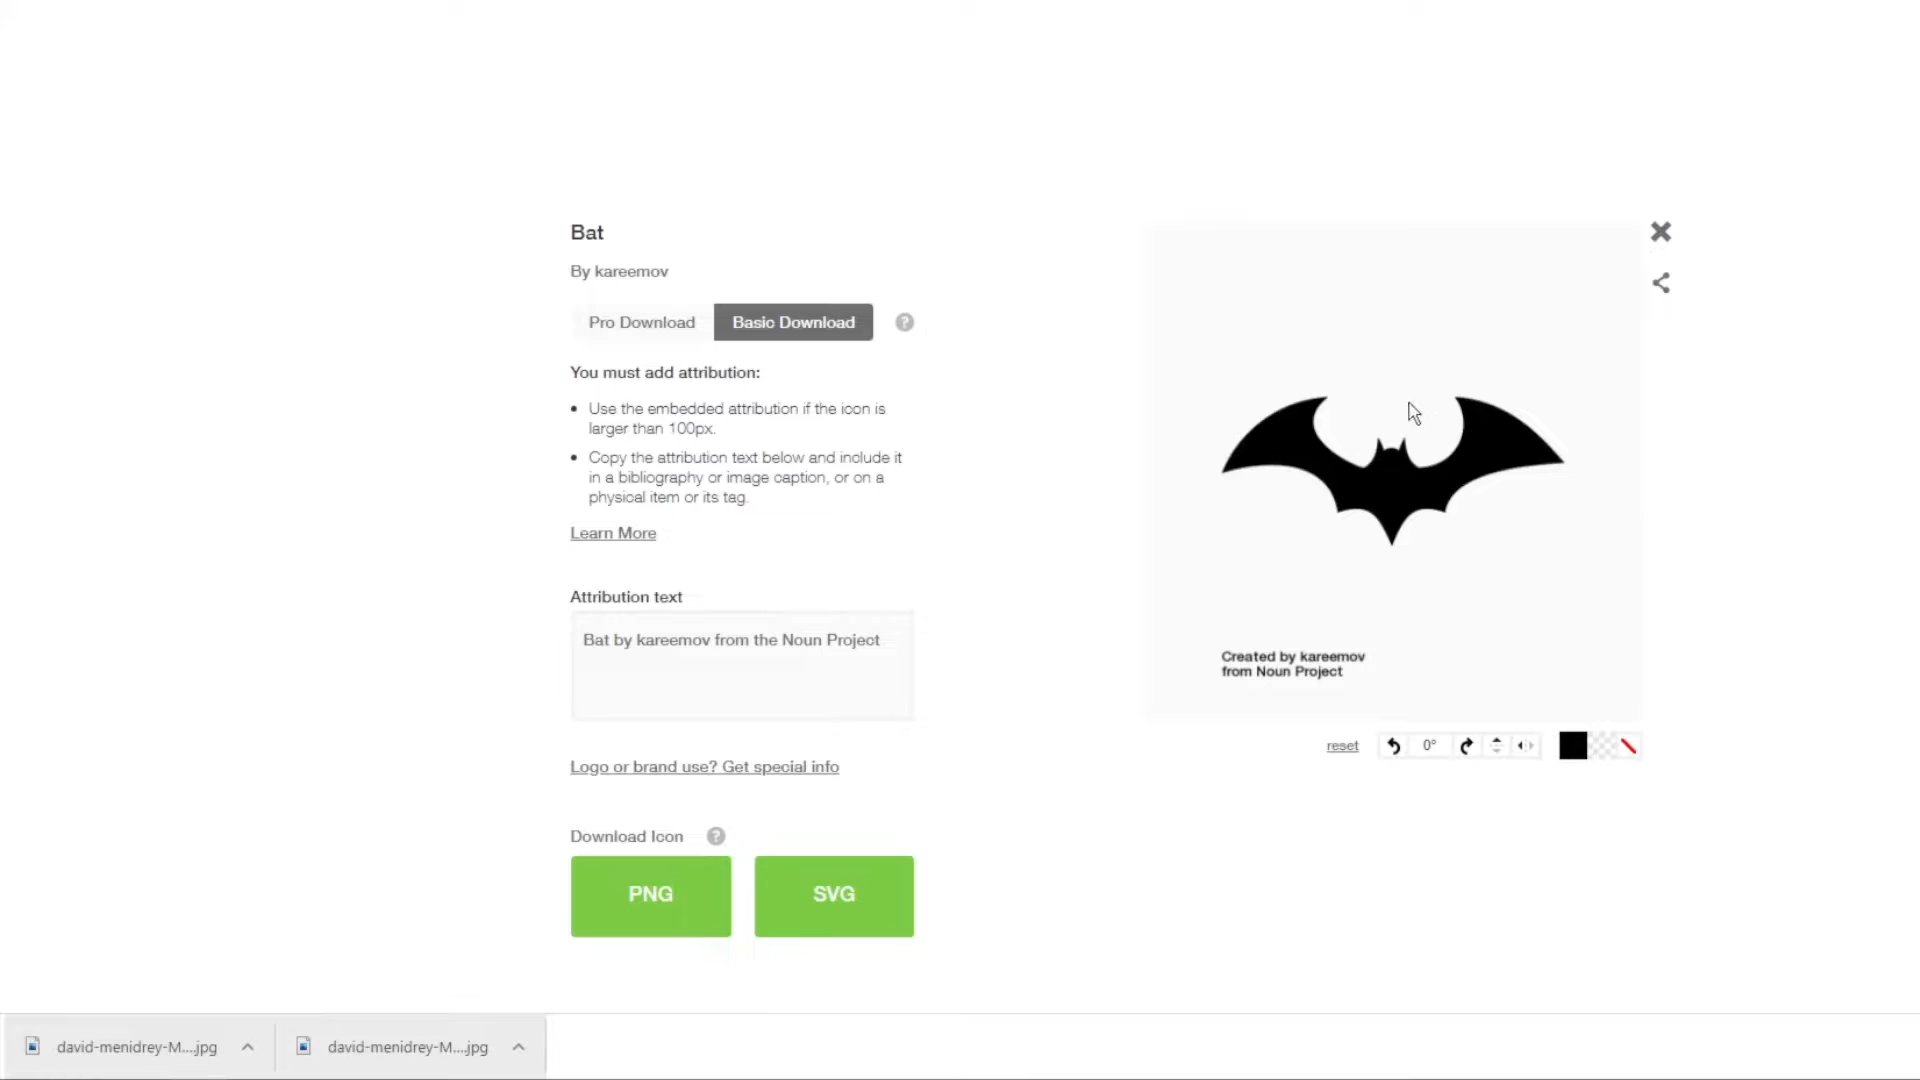 Bat
By kareemov
Pro Download
Basic Download
?
You must add attribution:
• Use the embedded attribution if the icon is
larger than 100px.
• Copy the attribution text below and include it
in a bibliography or image caption, or on a
physical item or its tag.
Learn More
Attribution text
Bat by kareemov from the Noun Project
Logo or brand use? Get special info
Download Icon
?
PNG
SVG
Created by kareemov
from Noun Project
reset
0°
david-menidrey-M....jpg
david-menidrey-M....jpg